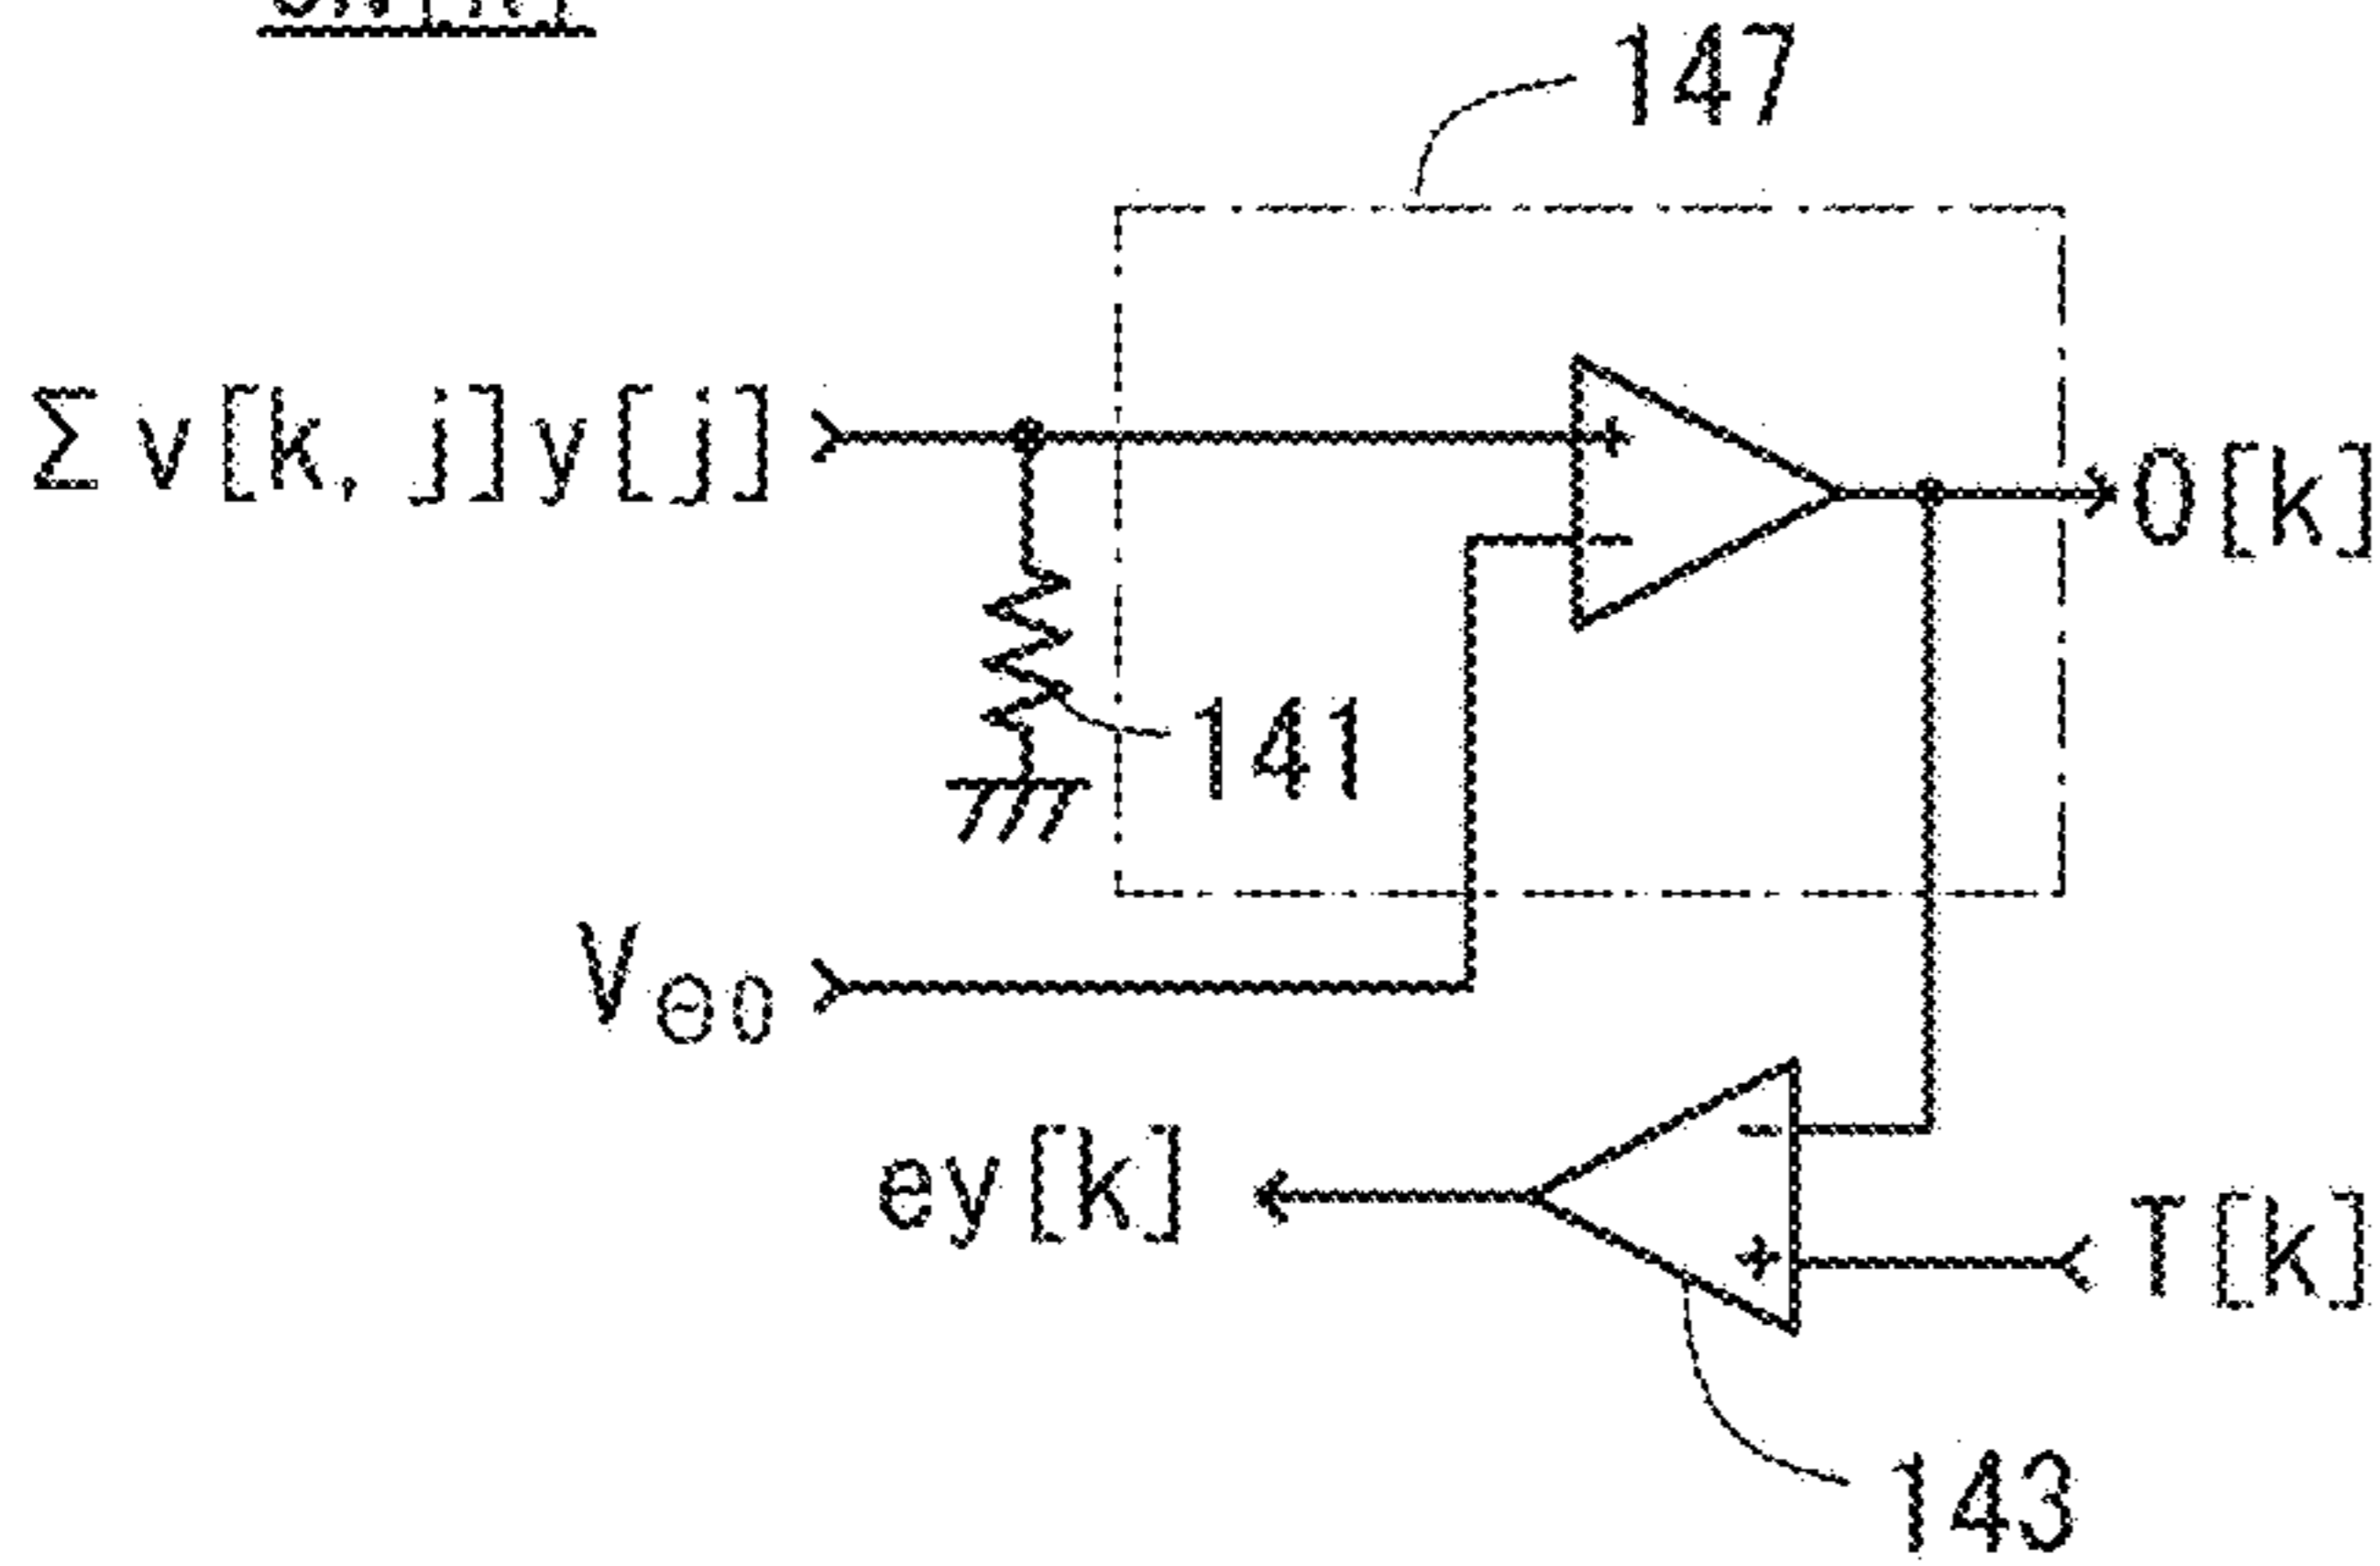 147
Σv[k, j]y[j]
+
O[k]
-
141
Vθ0
-
ey[k]
+
T[k]
143